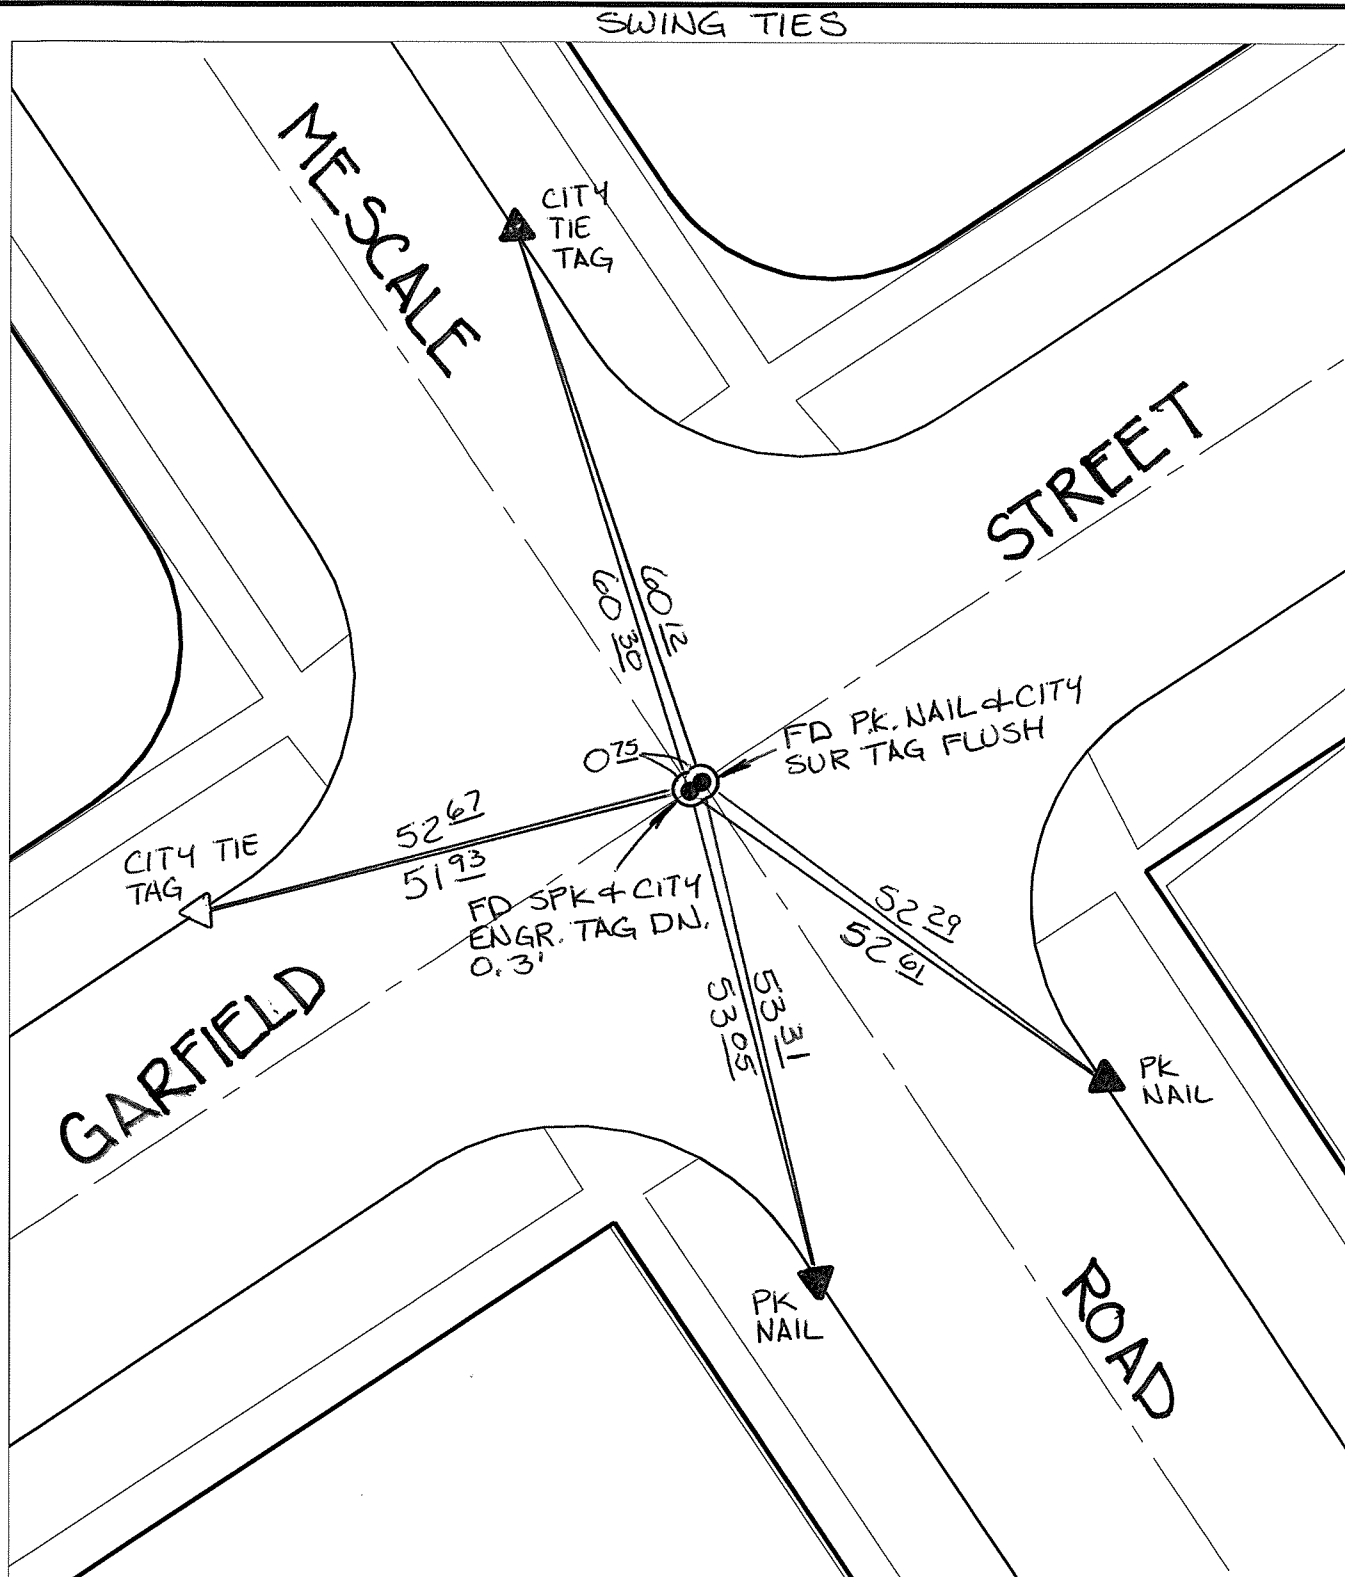 SWING TIES
MESCALE
CITY
TIE
TAG
STREET
60 12
60 30
0 75
FD P.K. NAIL & CITY
SUR TAG FLUSH
52 67
51 93
CITY TIE
TAG
FD SPK & CITY
ENGR. TAG DN.
0.3'
52 29
52 61
53 31
53 05
GARFIELD
PK
NAIL
PK
NAIL
ROAD